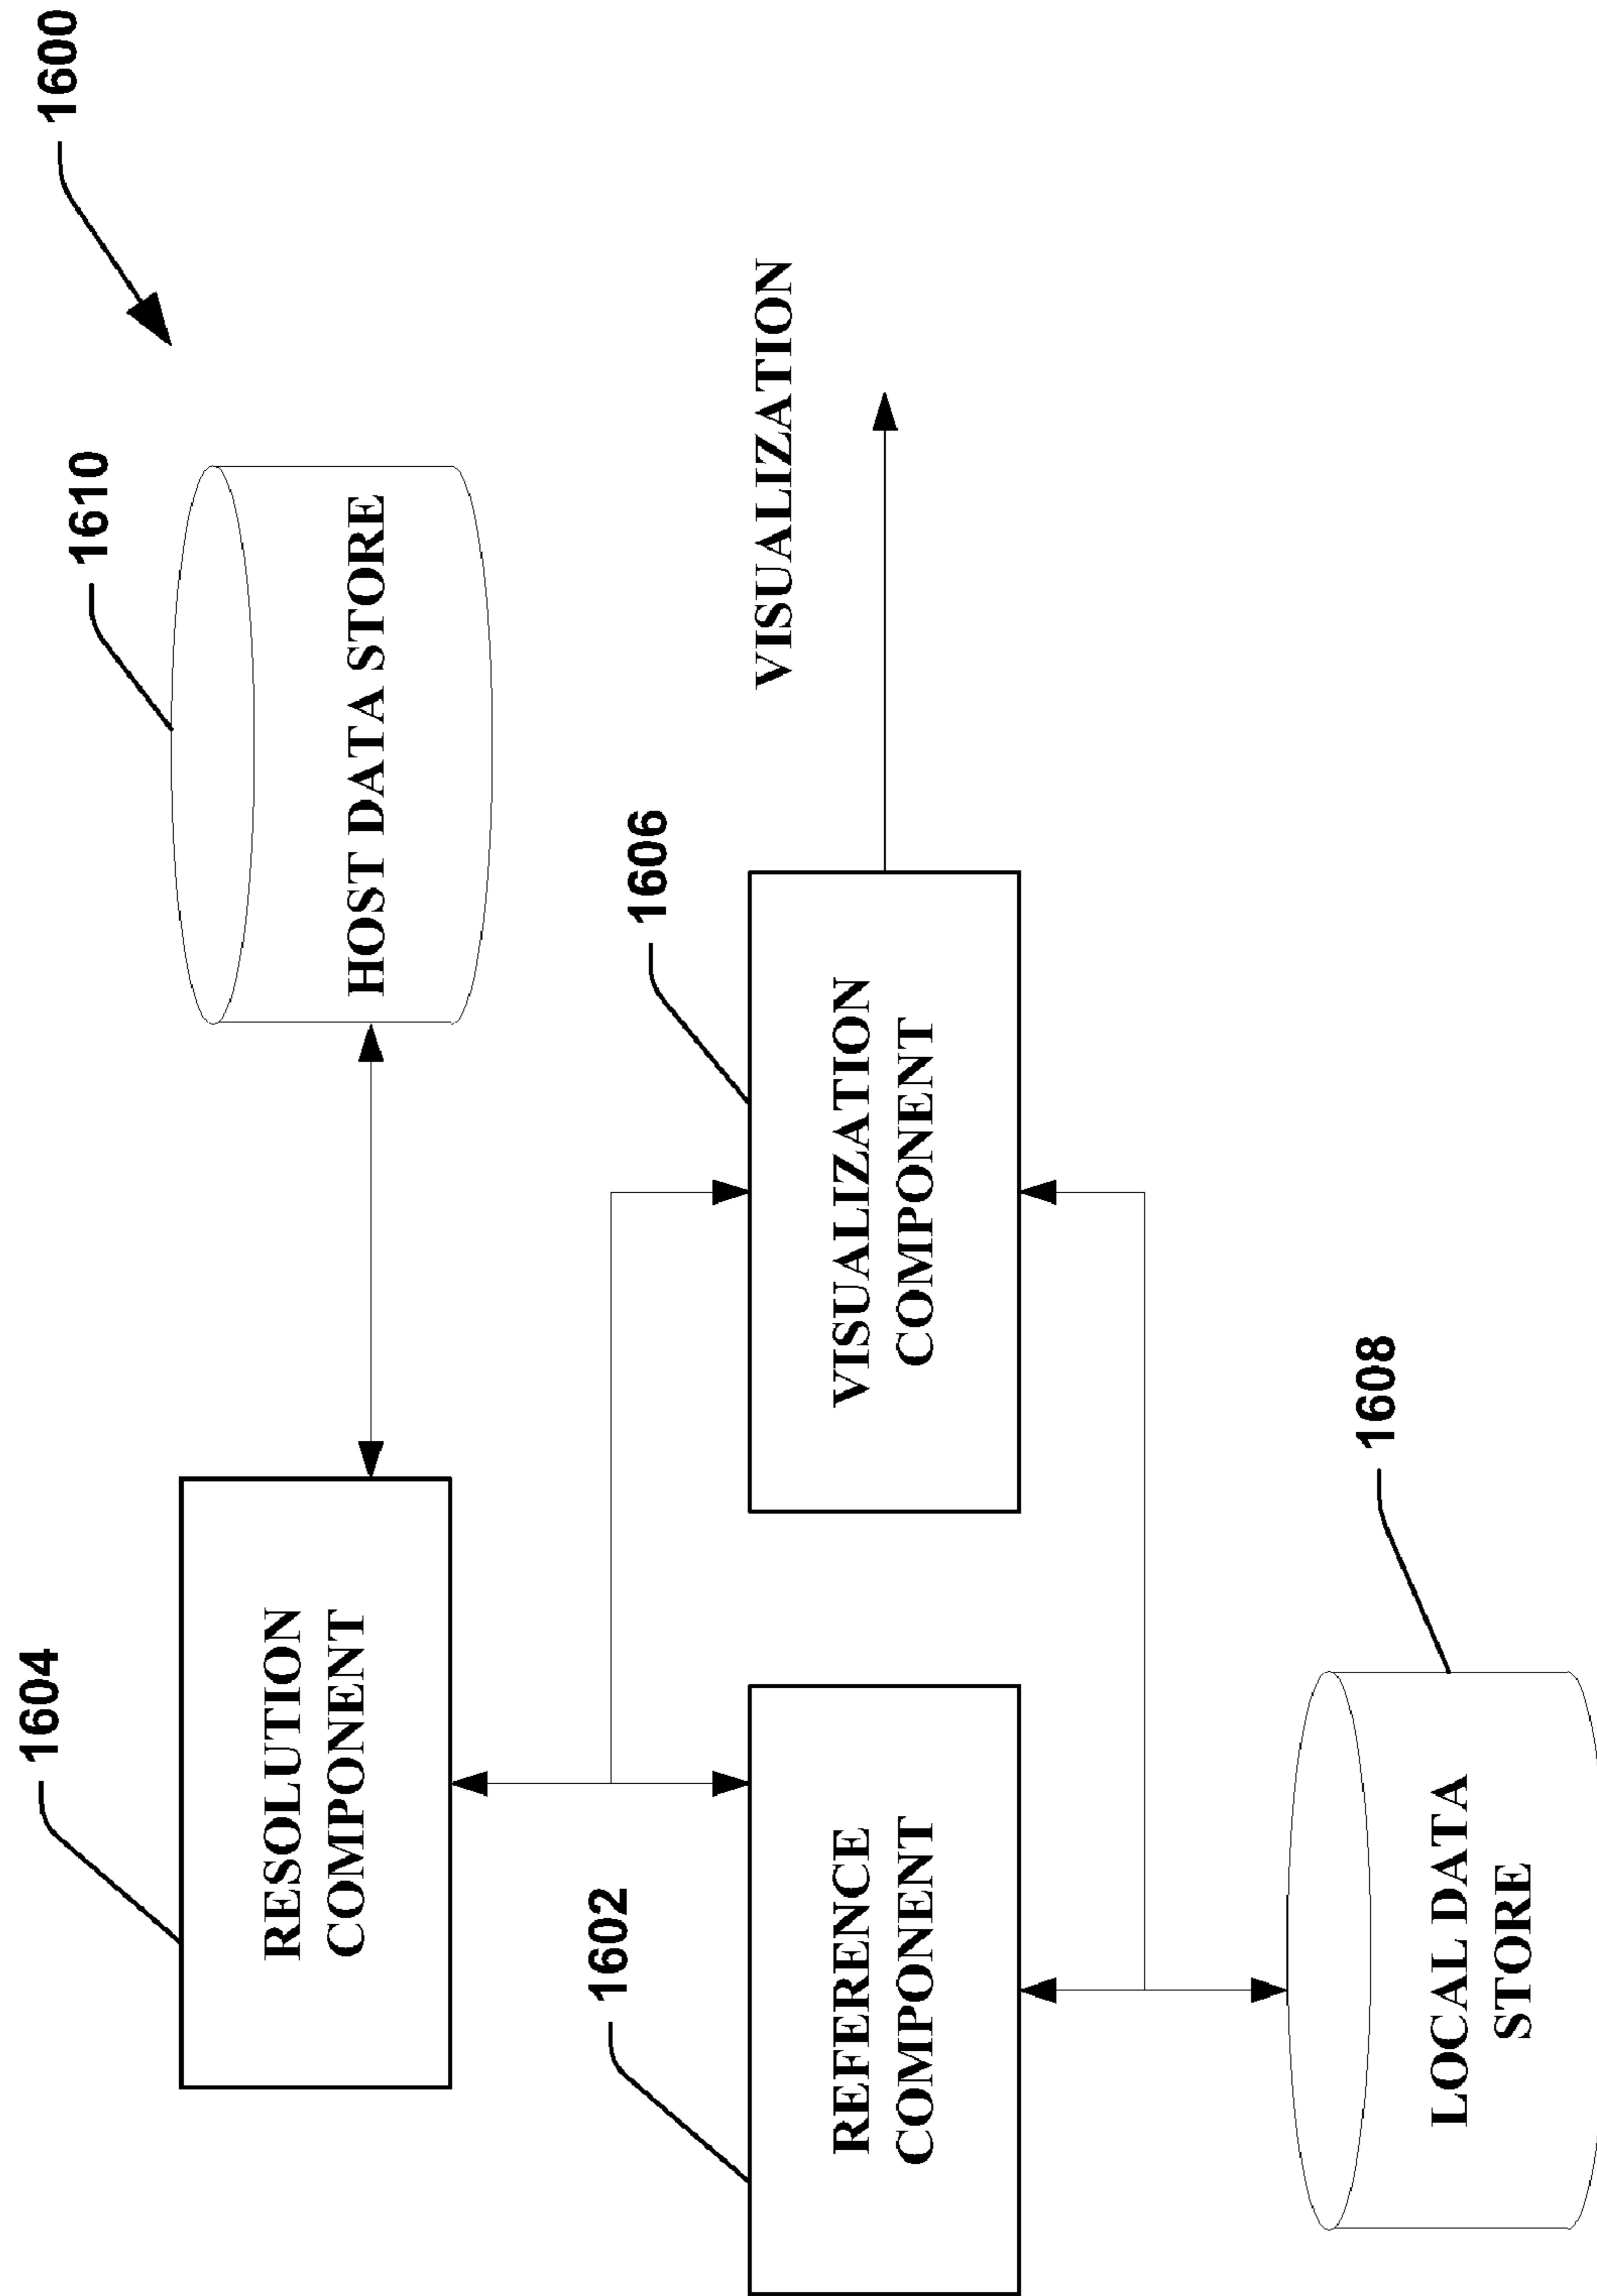 1600
1604
RESOLUTION
COMPONENT
1610
HOST DATA STORE
1602
REFERENCE
COMPONENT
1606
VISUALIZATION
COMPONENT
VISUALIZATION
1608
LOCAL DATA
STORE